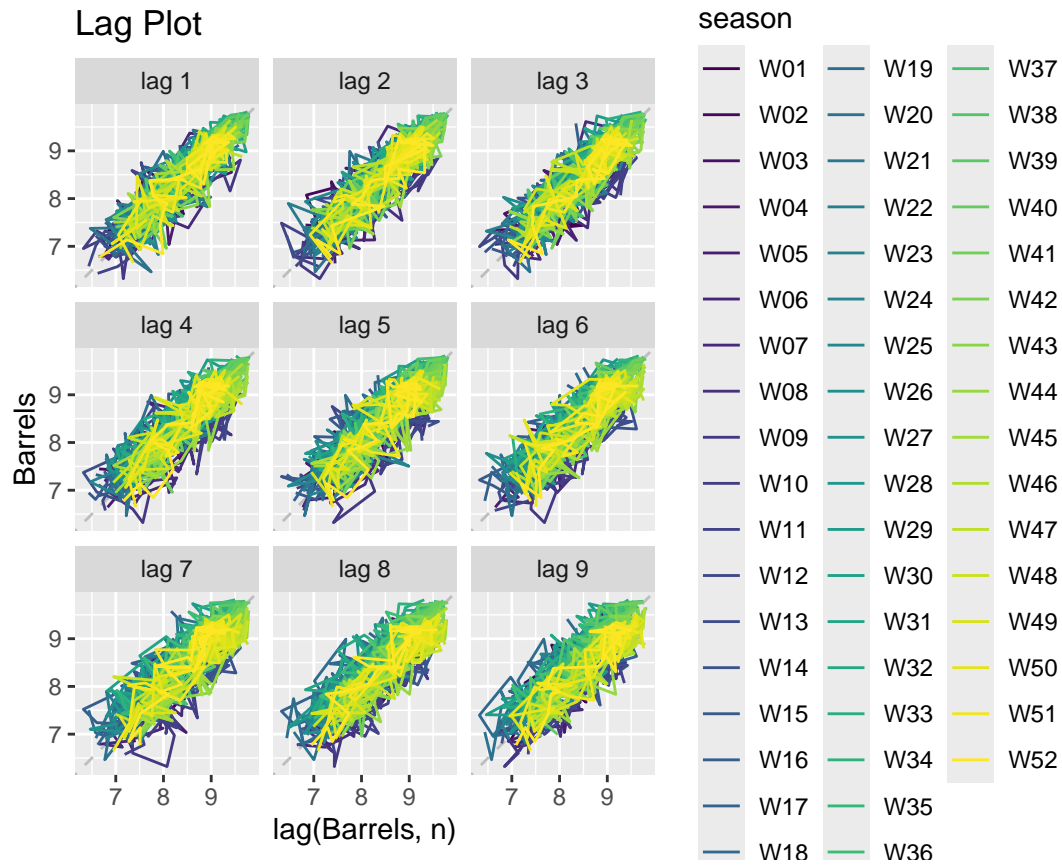 Lag Plot
lag 1
lag 2
lag 3
9
8
7
lag 4
lag 5
lag 6
9
8
7
lag 7
lag 8
lag 9
9
8
7
7
8
9
7
8
9
7
8
9
Barrels
lag(Barrels, n)
season
W01
W02
W03
W04
W05
W06
W07
W08
W09
W10
W11
W12
W13
W14
W15
W16
W17
W18
W19
W20
W21
W22
W23
W24
W25
W26
W27
W28
W29
W30
W31
W32
W33
W34
W35
W36
W37
W38
W39
W40
W41
W42
W43
W44
W45
W46
W47
W48
W49
W50
W51
W52